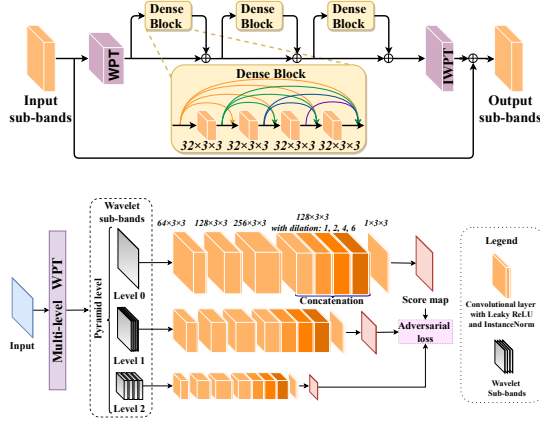 Dense
Block
Dense
Block
Dense
Block
WPT
IWPT
Input
sub-bands
Output
sub-bands
Dense Block
32×3×3 32×3×3 32×3×3 32×3×3
Wavelet
sub-bands
64×3×3 128×3×3 256×3×3
128×3×3
with dilation: 1, 2, 4, 6
1×3×3
Input
Multi-level WPT
Pyramid level
Level 0
Level 1
Level 2
Concatenation
Score map
Adversarial
loss
Legend
Convolutional layer
with Leaky ReLU
and InstanceNorm
Wavelet
Sub-bands